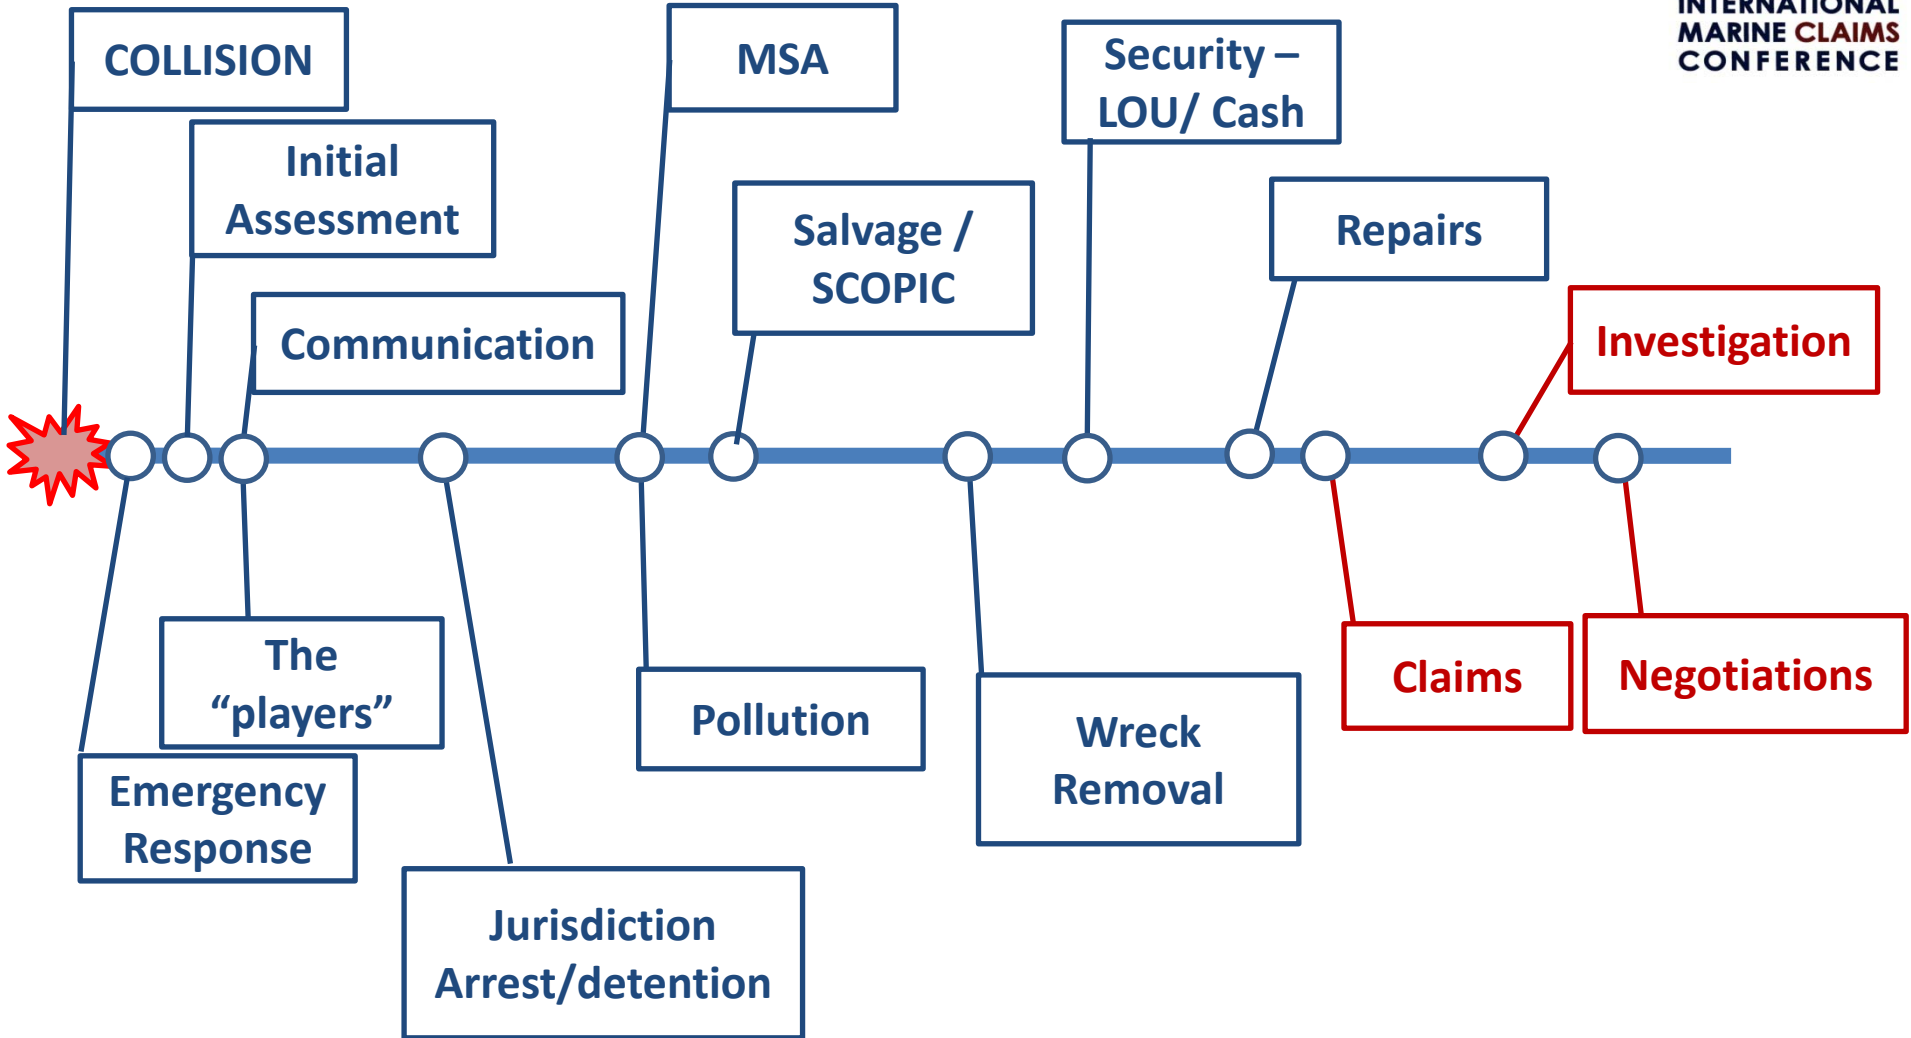 INTERNATIONAL
MARINE CLAIMS
CONFERENCE
COLLISION
MSA
Security –
LOU/ Cash
Initial
Assessment
Salvage /
SCOPIC
Repairs
Communication
Investigation
The
“players”
Emergency
Response
Jurisdiction
Arrest/detention
Pollution
Wreck
Removal
Claims
Negotiations